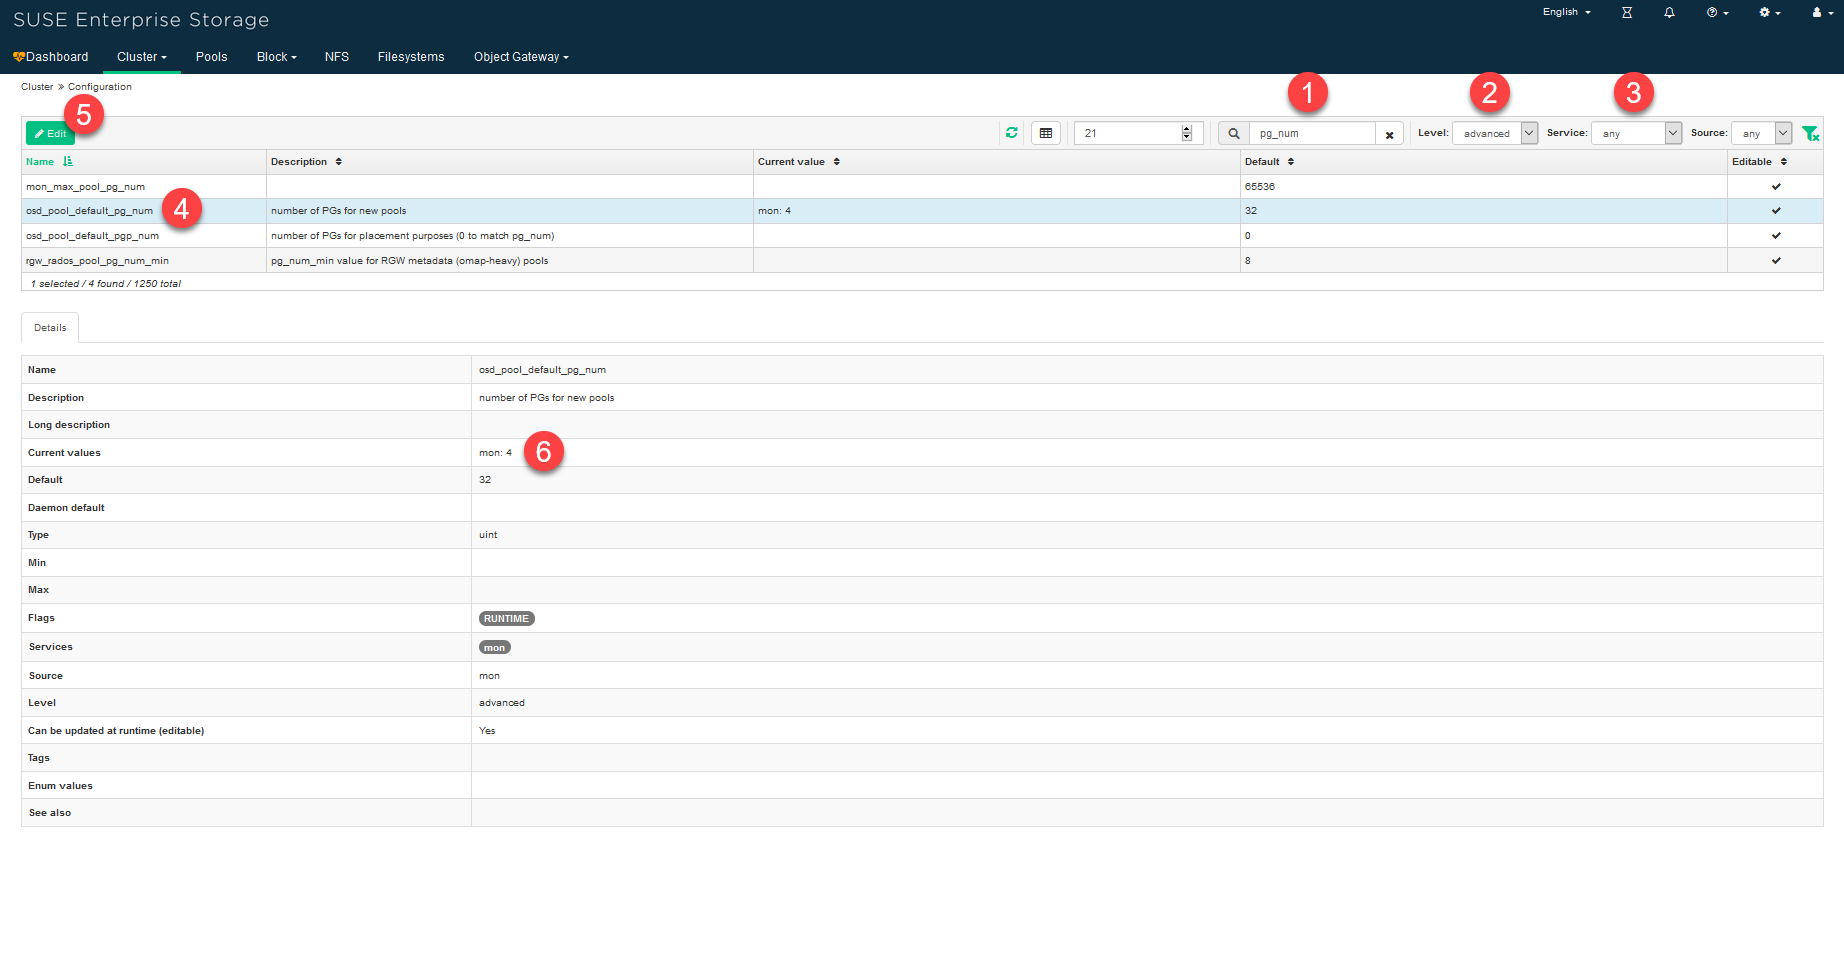 SUSE Enterprise Storage
English
Dashboard Cluster Pools Block NFS Filesystems Object Gateway
Cluster » Configuration
1 2 3
5
Edit 21 pg_num Level: advanced Service: any Source: any
Name Description Current value Default Editable
mon_max_pool_pg_num 65536
osd_pool_default_pg_num 4 number of PGs for new pools mon: 4 32
osd_pool_default_pgp_num number of PGs for placement purposes (0 to match pg_num) 0
rgw_rados_pool_pg_num_min pg_num_min value for RGW metadata (omap-heavy) pools 8
1 selected / 4 found / 1250 total
Details
Name osd_pool_default_pg_num
Description number of PGs for new pools
Long description
Current values mon: 4 6
Default 32
Daemon default
Type uint
Min
Max
Flags RUNTIME
Services mon
Source mon
Level advanced
Can be updated at runtime (editable) Yes
Tags
Enum values
See also